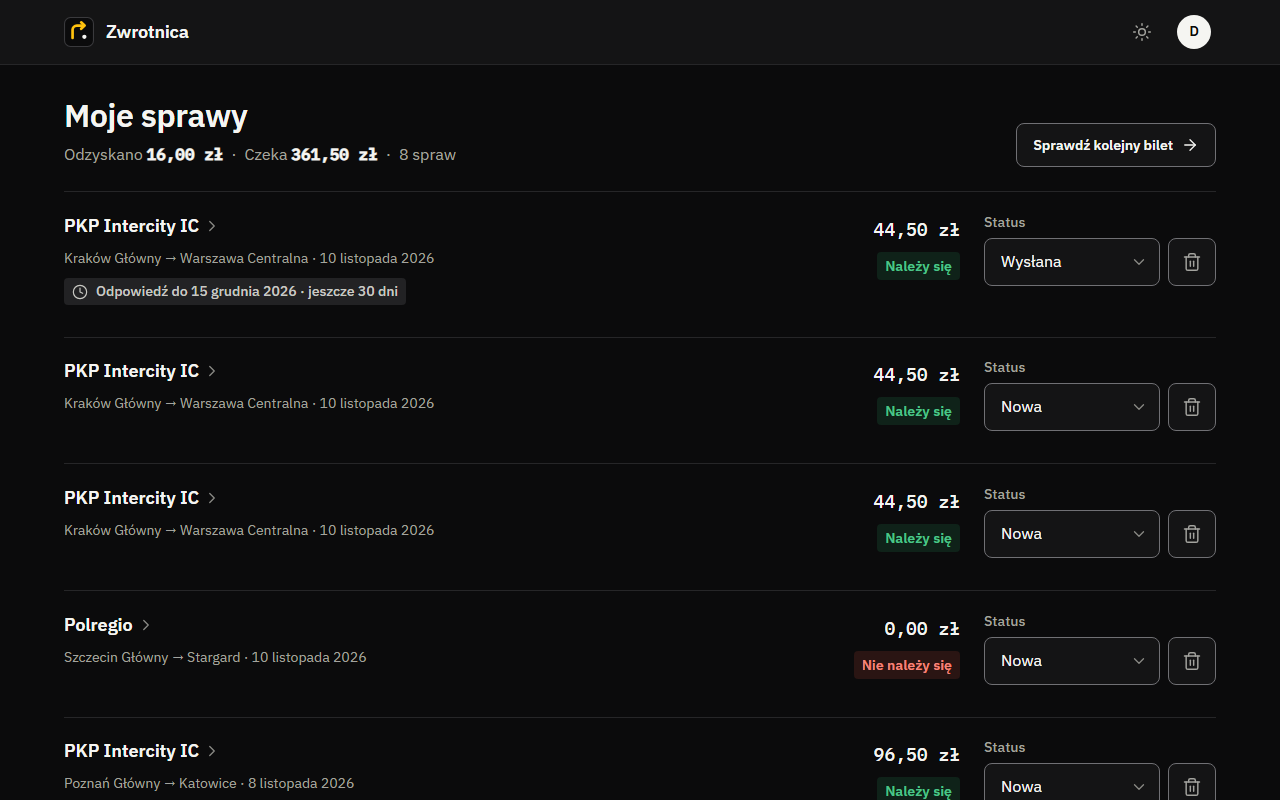 Zwrotnica
D
Moje sprawy
Odzyskano 16,00 zł · Czeka 361,50 zł · 8 spraw
Sprawdź kolejny bilet →
PKP Intercity IC
Kraków Główny → Warszawa Centralna · 10 listopada 2026
Odpowiedź do 15 grudnia 2026 · jeszcze 30 dni
44,50 zł
Należy się
Status
Wysłana
PKP Intercity IC
Kraków Główny → Warszawa Centralna · 10 listopada 2026
44,50 zł
Należy się
Status
Nowa
PKP Intercity IC
Kraków Główny → Warszawa Centralna · 10 listopada 2026
44,50 zł
Należy się
Status
Nowa
Polregio
Szczecin Główny → Stargard · 10 listopada 2026
0,00 zł
Nie należy się
Status
Nowa
PKP Intercity IC
Poznań Główny → Katowice · 8 listopada 2026
96,50 zł
Należy się
Status
Nowa